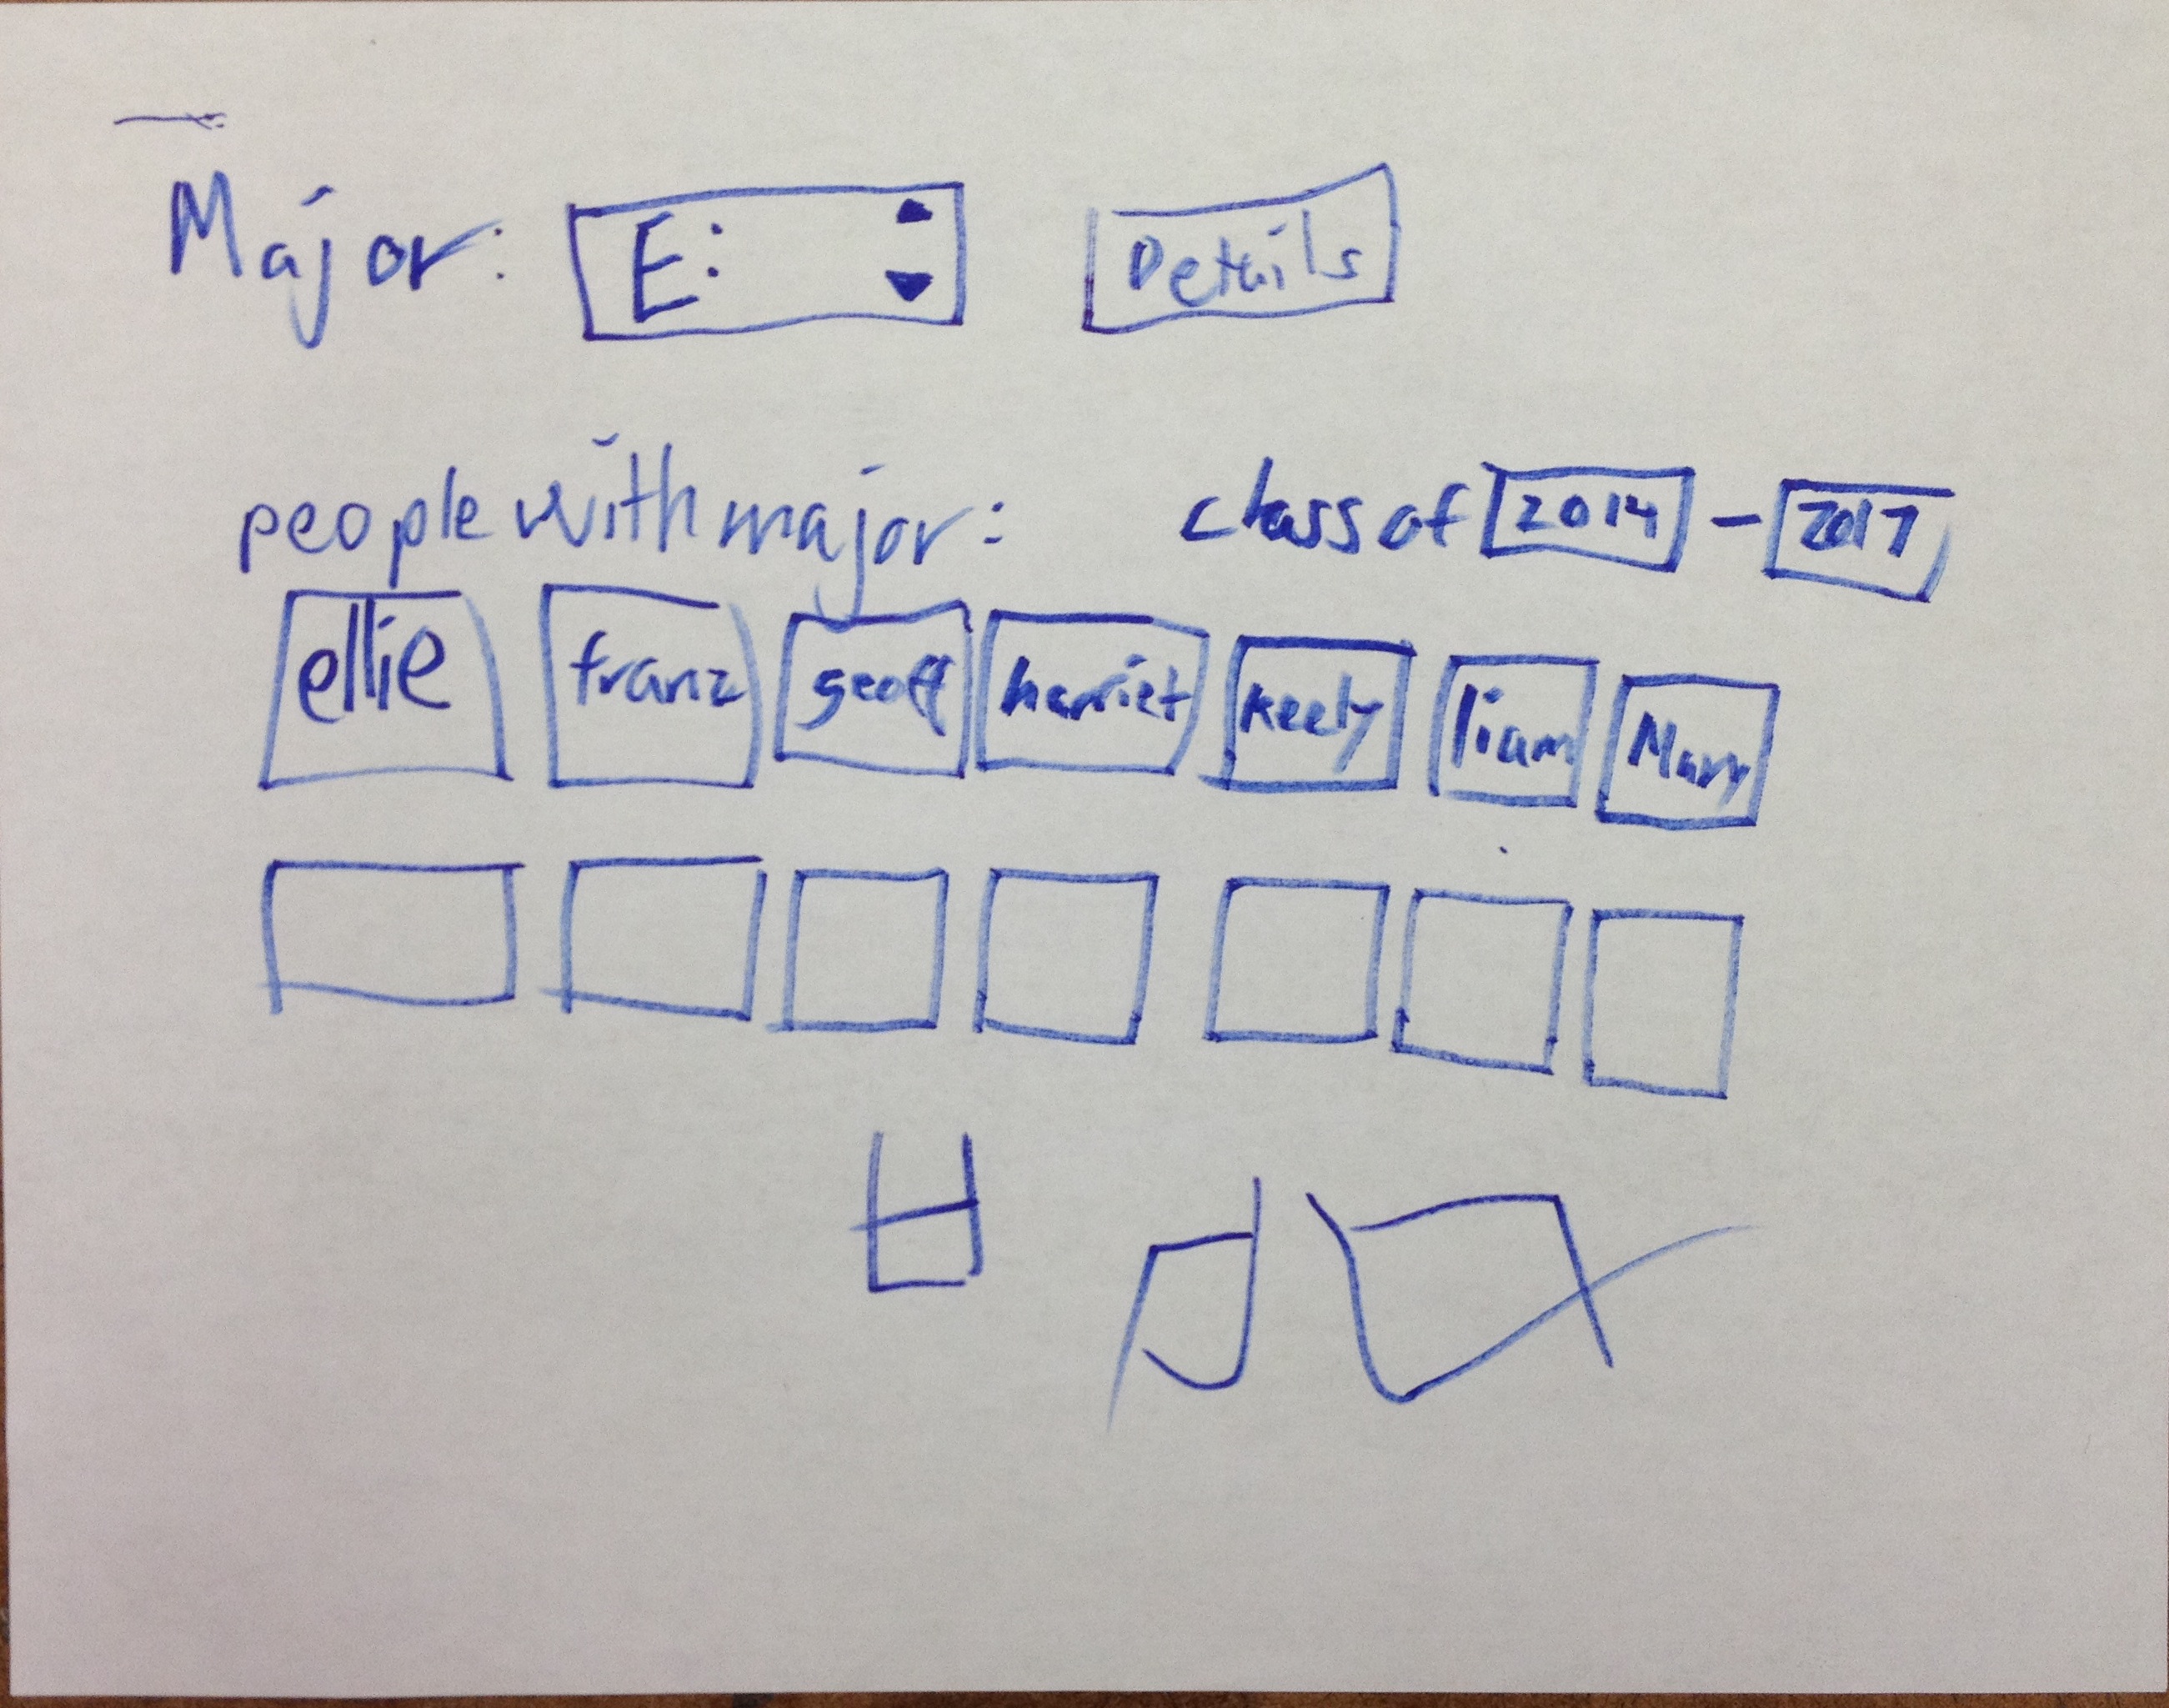 Major: E: Details
people with major: class of 2014 - 2017
ellie franz geoff harriet keely liam Mary